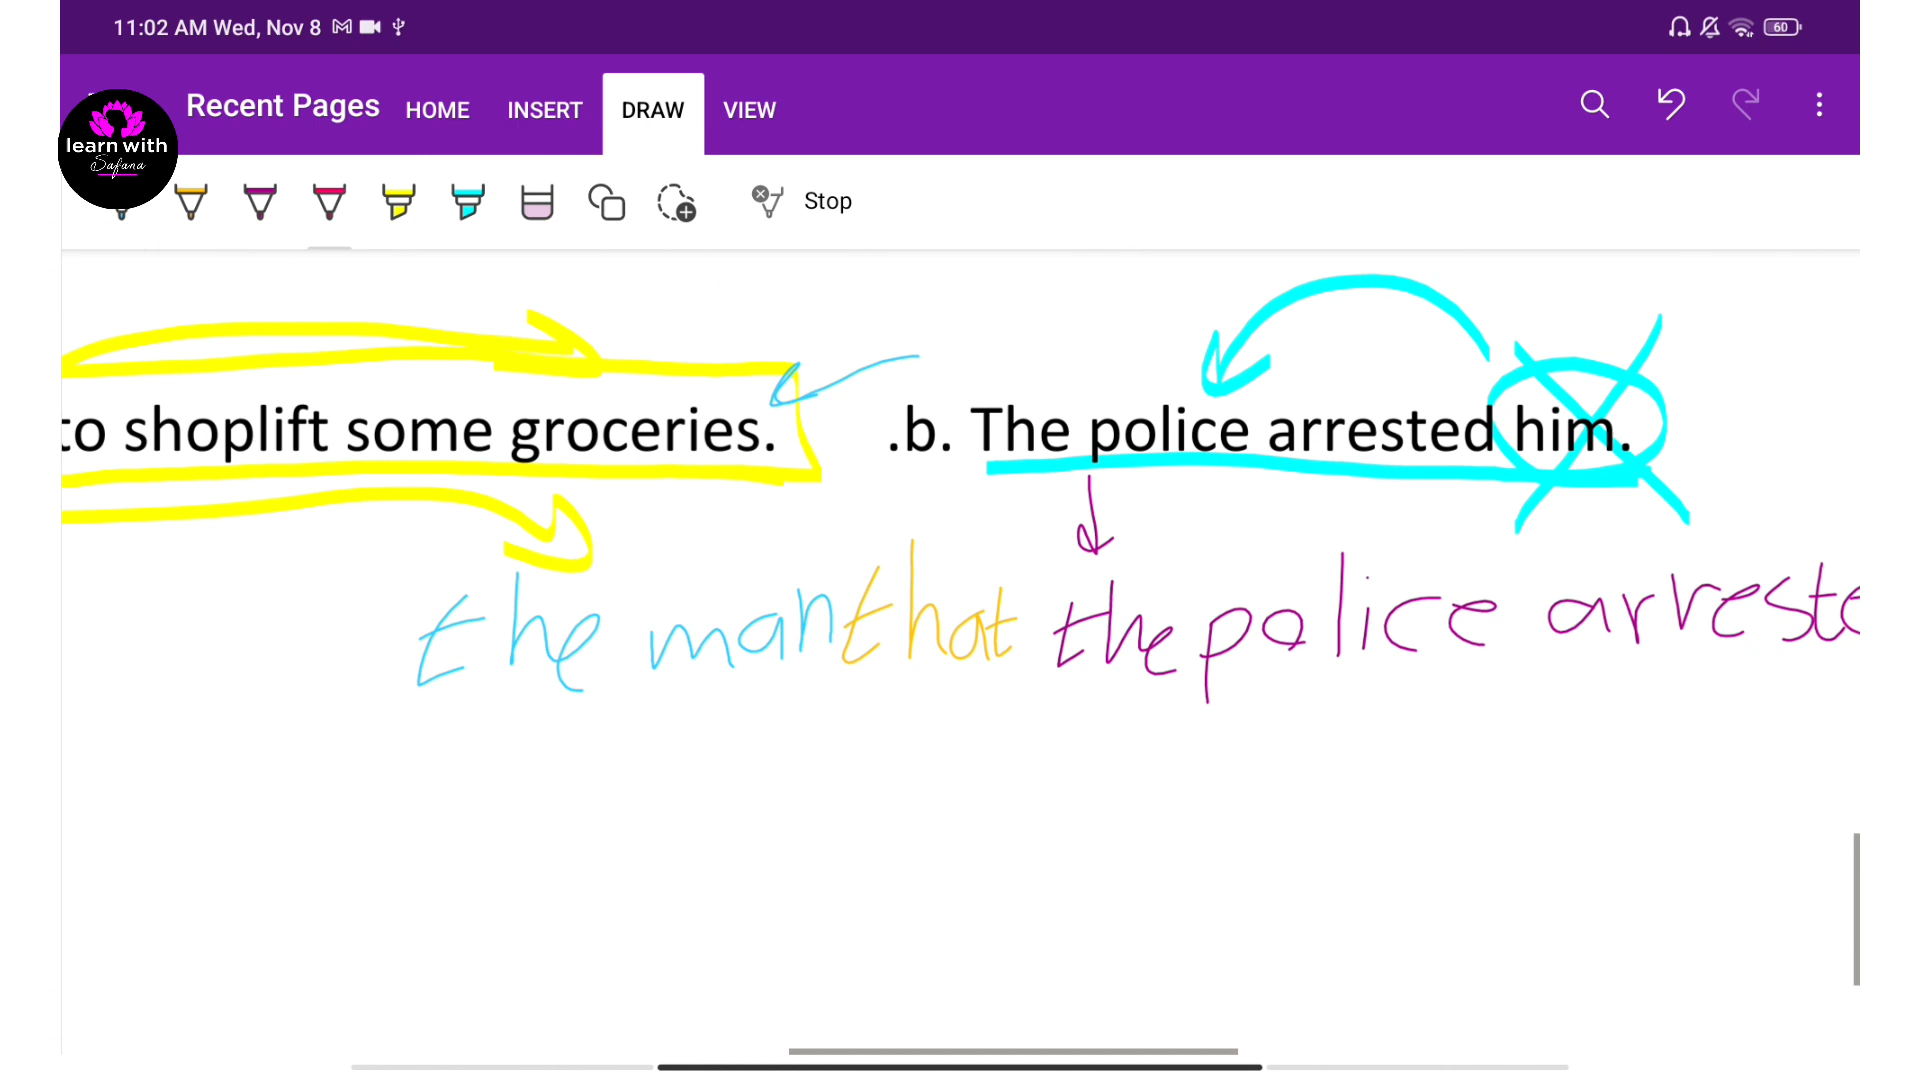 11:02 AM Wed, Nov 8
60
learn with
Safana
Recent Pages HOME INSERT DRAW VIEW
Stop
to shoplift some groceries. .b. The police arrested him.
the man that the police arreste